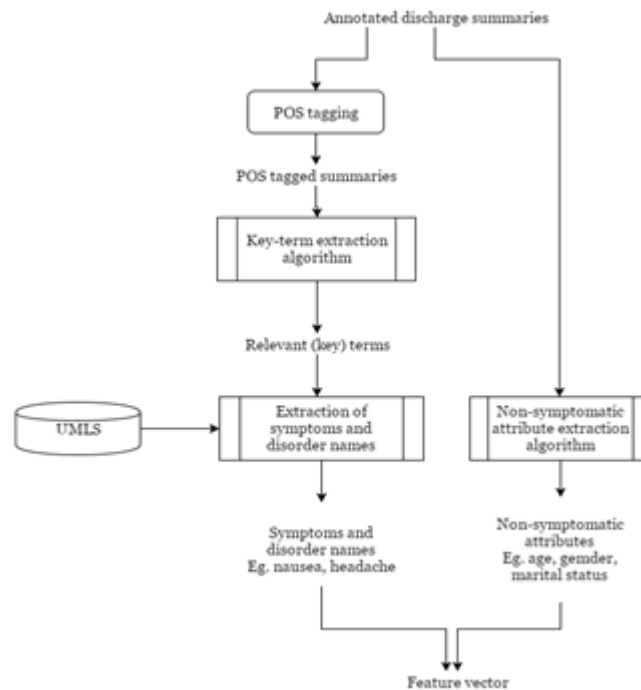 Annotated discharge summaries
POS tagging
POS tagged summaries
Key-term extraction
algorithm
Relevant (key) terms
UMLS
Extraction of
symptoms and
disorder names
Non-symptomatic
attribute extraction
algorithm
Symptoms and
disorder names
Eg. nausea, headache
Non-symptomatic
attributes
Eg. age, gemder,
marital status
Feature vector